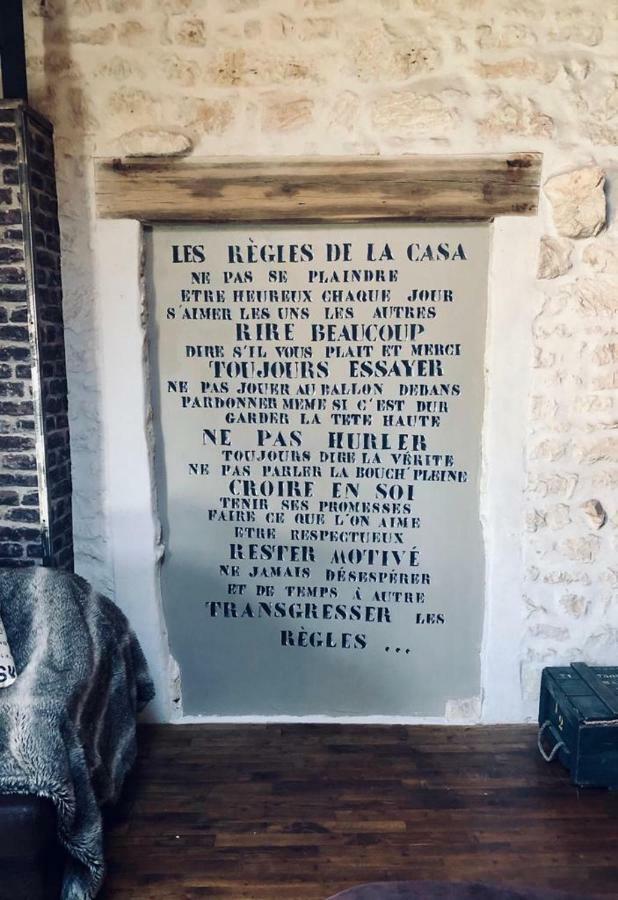 LES RÈGLES DE LA CASA
NE PAS SE PLAINDRE
ETRE HEUREUX CHAQUE JOUR
S'AIMER LES UNS LES AUTRES
RIRE BEAUCOUP
DIRE S'IL VOUS PLAIT ET MERCI
TOUJOURS ESSAYER
NE PAS JOUER AU BALLON DEDANS
PARDONNER MEME SI C'EST DUR
GARDER LA TETE HAUTE
NE PAS HURLER
TOUJOURS DIRE LA VÈRITE
NE PAS PARLER LA BOUCH'PLEINE
CROIRE EN SOI
TENIR SES PROMESSES
FAIRE CE QUE L'ON AIME
ETRE RESPECTUEUX
RESTER MOTIVÉ
NE JAMAIS DÉSESPÉRER
ET DE TEMPS À AUTRE
TRANSGRESSER LES
RÈGLES ...